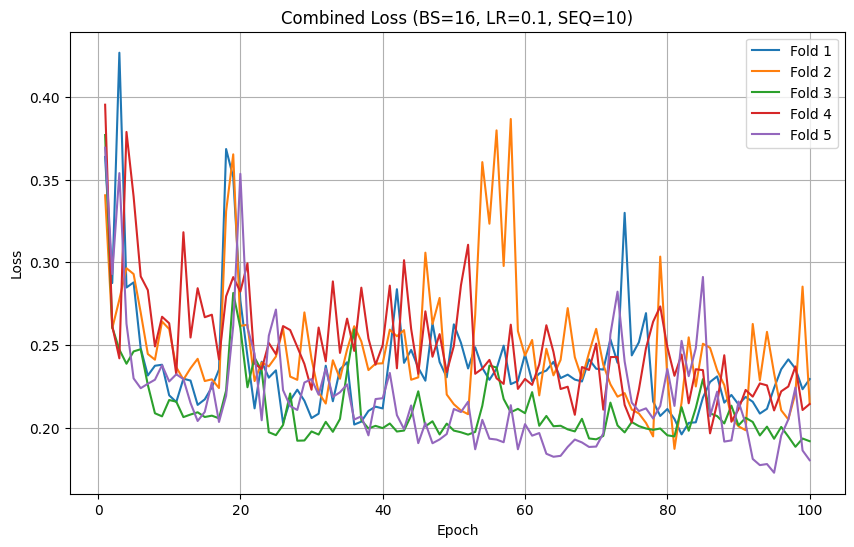 Combined Loss (BS=16, LR=0.1, SEQ=10)
Fold 1
Fold 2
Fold 3
Fold 4
Fold 5
Loss
0.40
0.35
0.30
0.25
0.20
0 20 40 60 80 100
Epoch